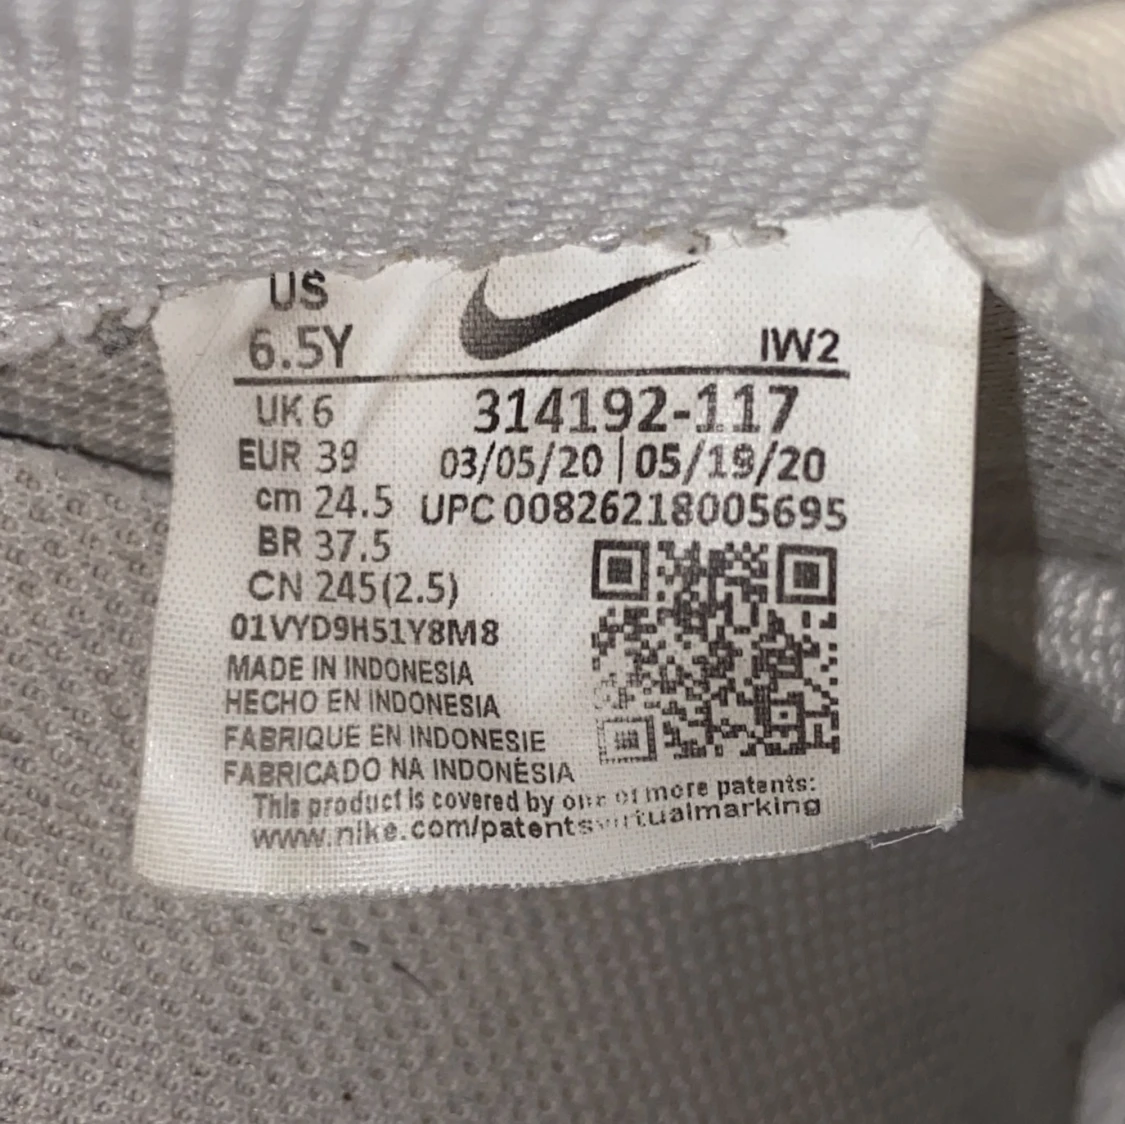 US
6.5Y
IW2
UK 6
314192-117
EUR 39
03/05/20 | 05/19/20
cm 24.5
UPC 00826218005695
BR 37.5
CN 245(2.5)
01VYD9H51Y8M8
MADE IN INDONESIA
HECHO EN INDONESIA
FABRIQUE EN INDONESIE
FABRICADO NA INDONÉSIA
This product is covered by one or more patents:
www.nike.com/patentsvirtualmarking